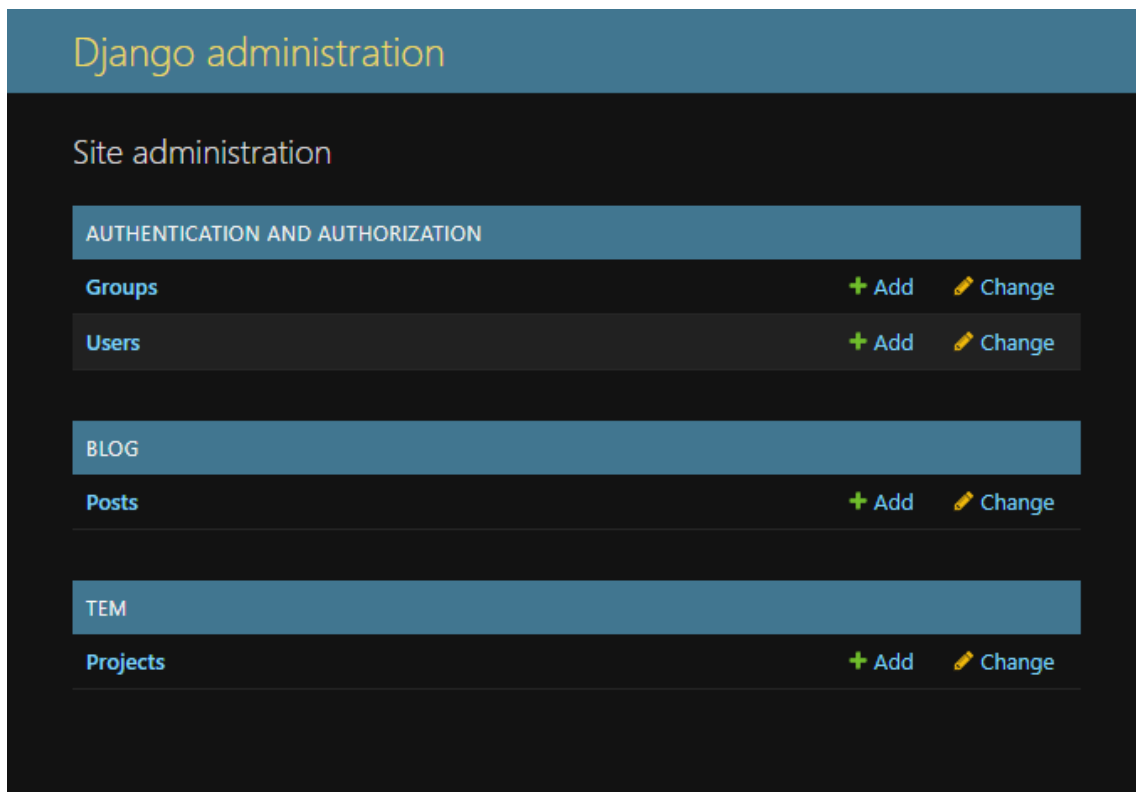 Django administration
Site administration
AUTHENTICATION AND AUTHORIZATION
Groups Add Change
Users Add Change
BLOG
Posts Add Change
TEM
Projects Add Change